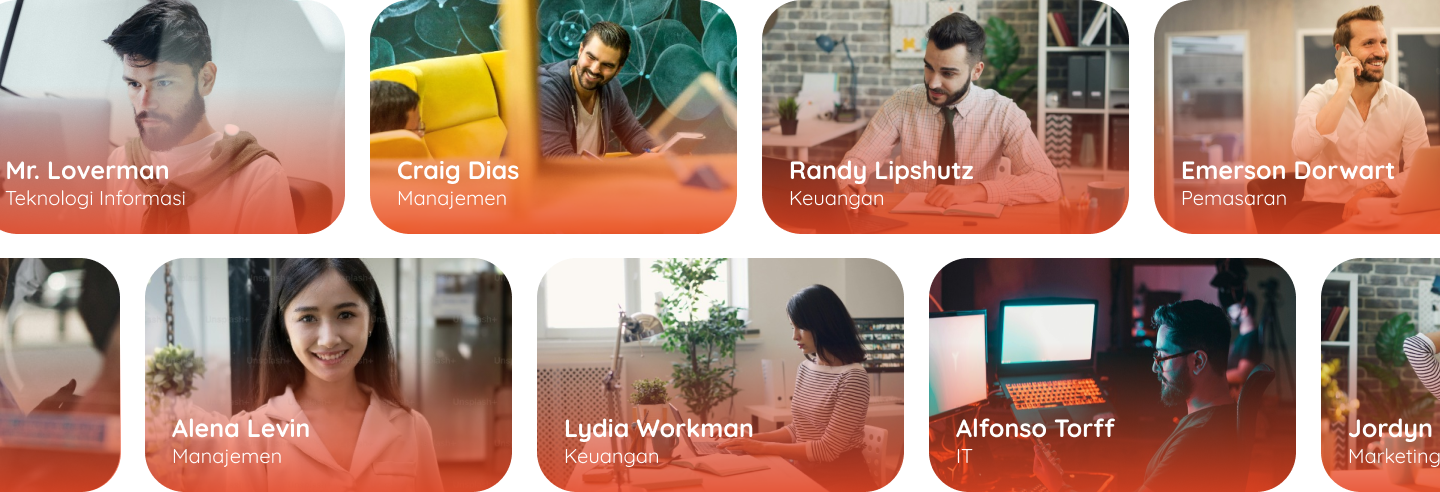 Mr. Loverman
Teknologi Informasi
Craig Dias
Manajemen
Randy Lipshutz
Keuangan
Emerson Dorwart
Pemasaran
Alena Levin
Manajemen
Lydia Workman
Keuangan
Alfonso Torff
IT
Jordyn
Marketing